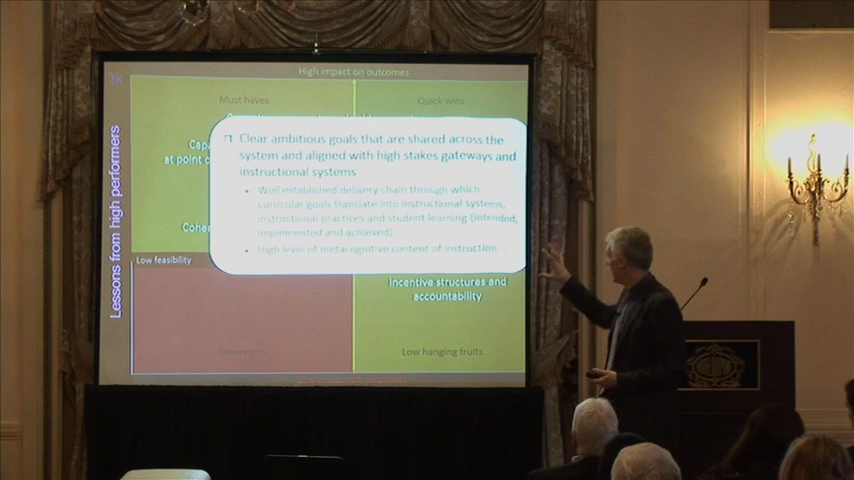 High impact on outcomes
Must haves
Quick wins
Lessons from high performers
Clear ambitious goals that are shared across the
system and aligned with high stakes gateways and
instructional systems
• Well established delivery chain through which
curricular goals translate into instructional systems,
instructional practices and student learning (intended,
implemented and achieved)
• High level of metacognitive content of instruction ...
at point o
Low feasibility
Incentive structures and
accountability
Low hanging fruits